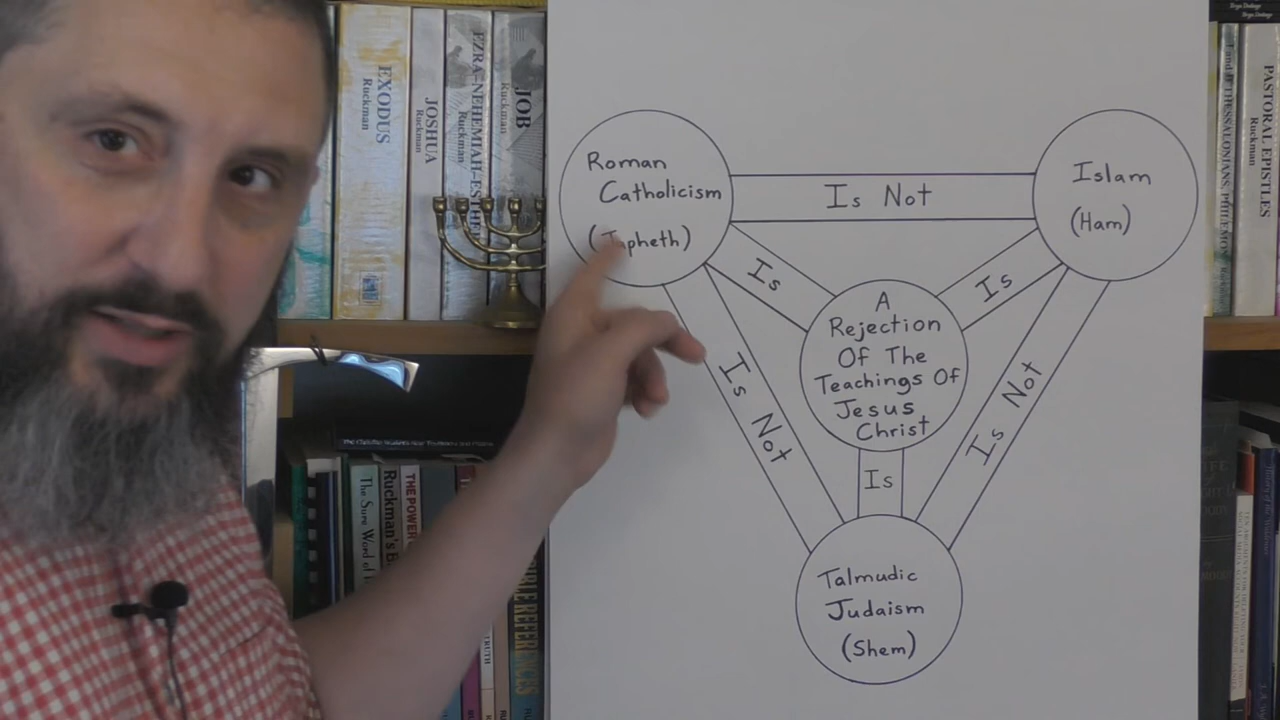 EXODUS
Ruckman
JOSHUA
Ruckman
EZRA-NEHEMIAH-ESTHER
Ruckman
JOB
Ruckman
Roman
Catholicism
(Japheth)
Is Not
Islam
(Ham)
Is
Is
A
Rejection
Of The
Teachings Of
Jesus
Christ
Is Not
Is Not
Is
Talmudic
Judaism
(Shem)
I and II THESSALONIANS, PHILEMON
PASTORAL EPISTLES
Ruckman
The Sure Word of
Ruckman's B
THE POWER
TRUTH
BIBLE REFERENCES